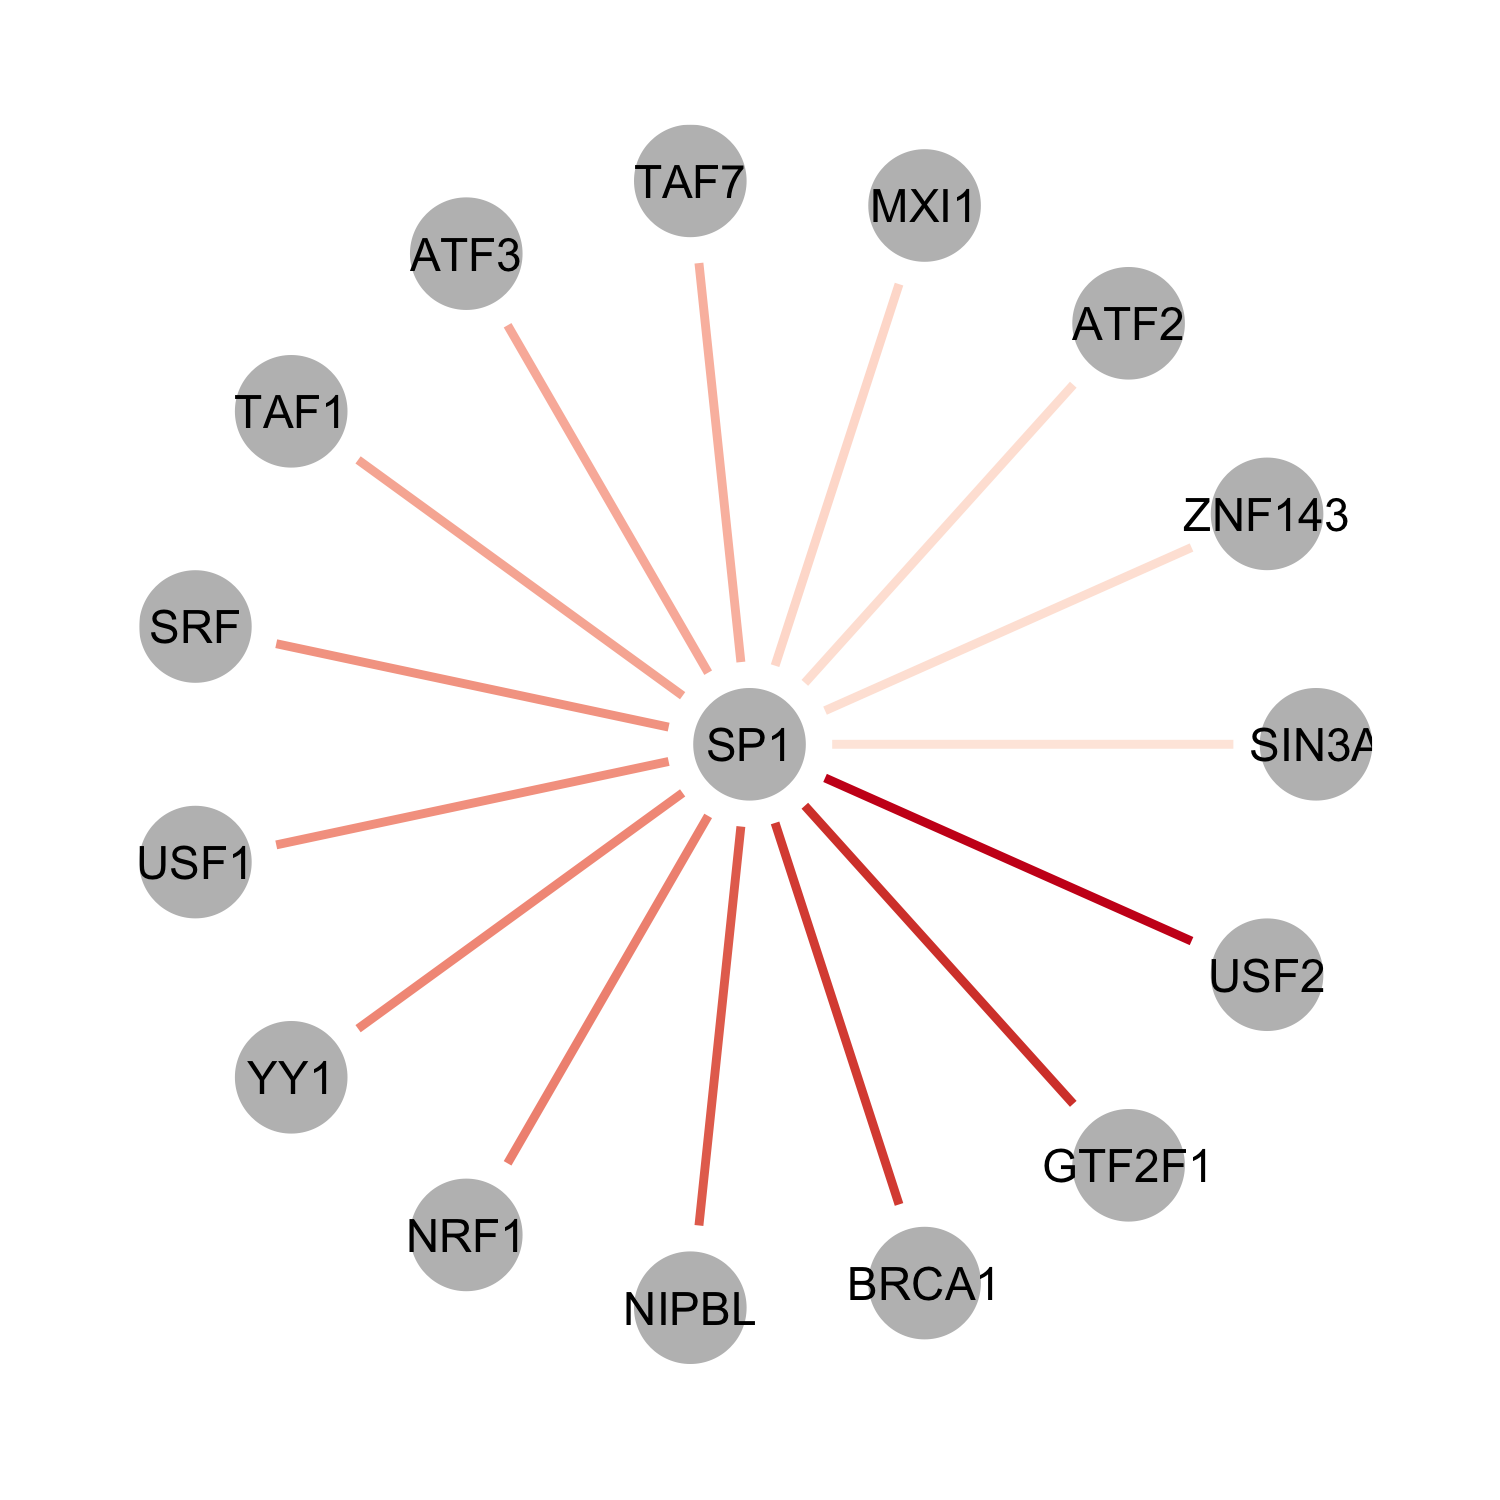 TAF7
MXI1
ATF3
ATF2
TAF1
ZNF143
SRF
SP1
SIN3A
USF1
USF2
YY1
GTF2F1
NRF1
BRCA1
NIPBL